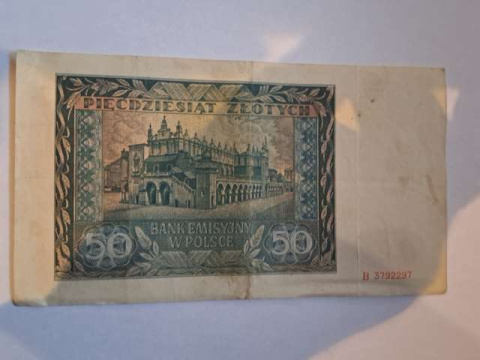 PIĘĆDZIESIĄT ZŁOTYCH
BANK EMISYJNY
W POLSCE
50 50
B 3792297